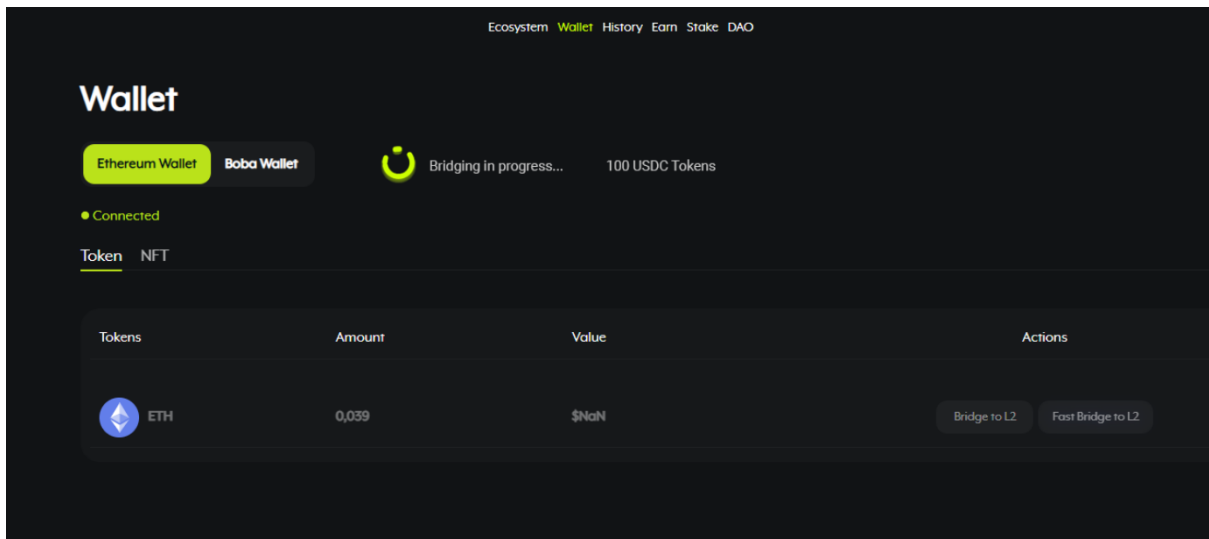 Ecosystem Wallet History Earn Stake DAO
Wallet
Ethereum Wallet Boba Wallet Bridging in progress... 100 USDC Tokens
Connected
Token NFT
Tokens Amount Value Actions
ETH 0,039 $NaN Bridge to L2 Fast Bridge to L2